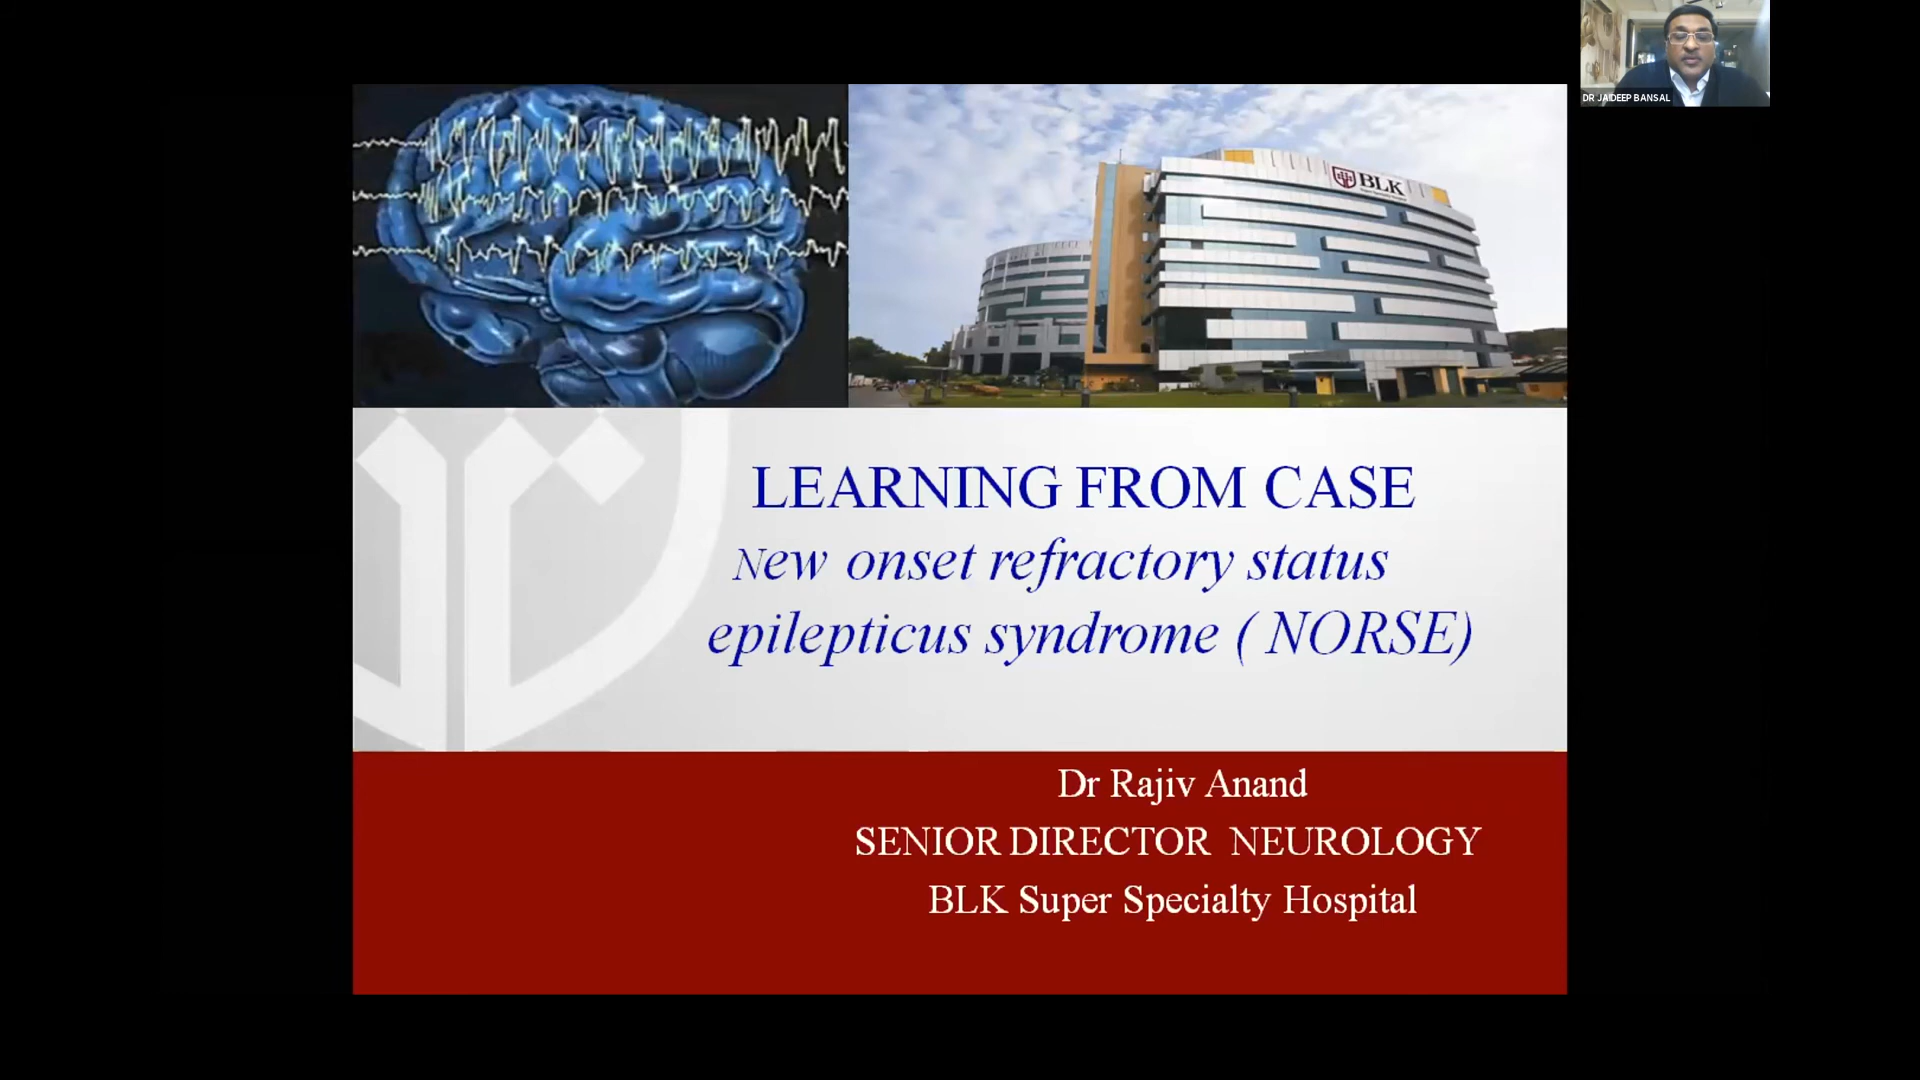 DR JAIDEEP BANSAL
BLK
LEARNING FROM CASE
New onset refractory status
epilepticus syndrome ( NORSE)
Dr Rajiv Anand
SENIOR DIRECTOR NEUROLOGY
BLK Super Specialty Hospital